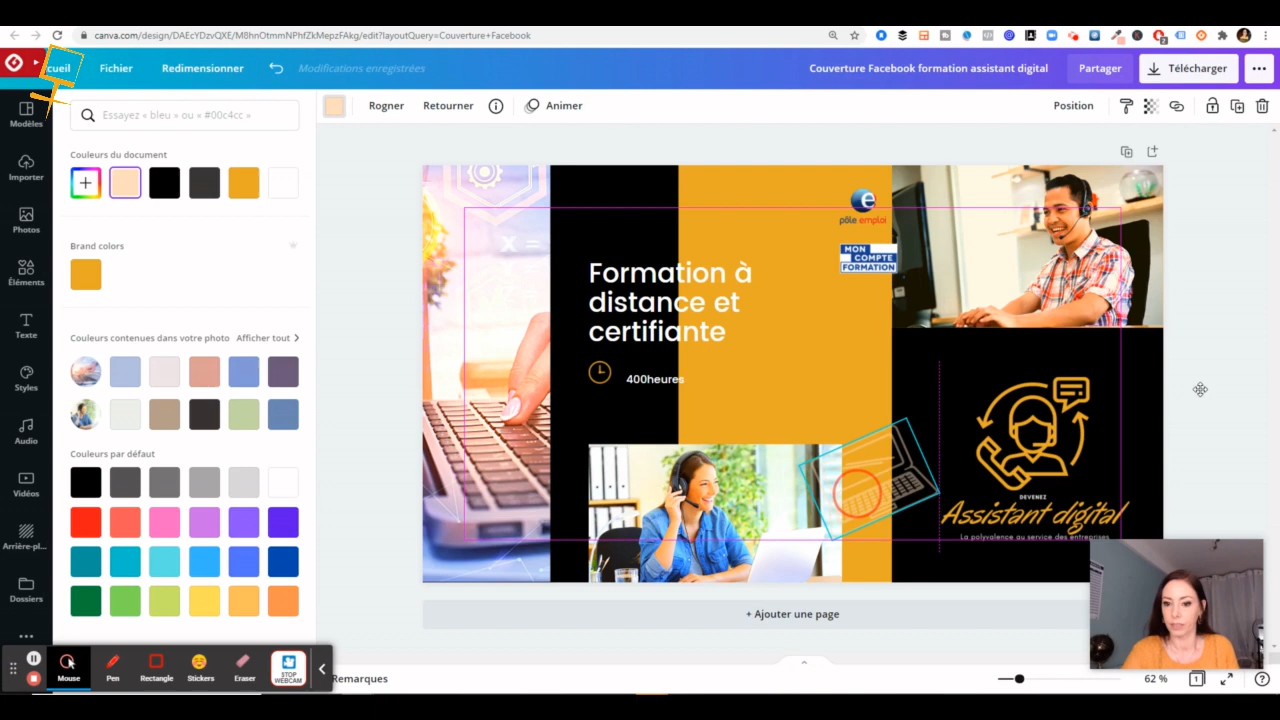 canva.com/design/DAEcYDzvQXE/M8hnOtmmNPhfZkMepzFAkg/edit?layoutQuery=Couverture+Facebook
cueil
Fichier
Redimensionner
Modifications enregistrées
Couverture Facebook formation assistant digital
Partager
Télécharger
Rogner
Retourner
Animer
Position
Modèles
Importer
Photos
Éléments
Texte
Styles
Audio
Vidéos
Arrière-pl...
Dossiers
Essayez « bleu » ou « #00c4cc »
Couleurs du document
Brand colors
Couleurs contenues dans votre photo
Afficher tout
Couleurs par défaut
pôle emploi
MON
COMPTE
FORMATION
Formation à
distance et
certifiante
400heures
DEVENEZ
Assistant digital
La polyvalence au service des entreprises
+ Ajouter une page
Mouse
Pen
Rectangle
Stickers
Eraser
STOP
WEBCAM
Remarques
62 %
1